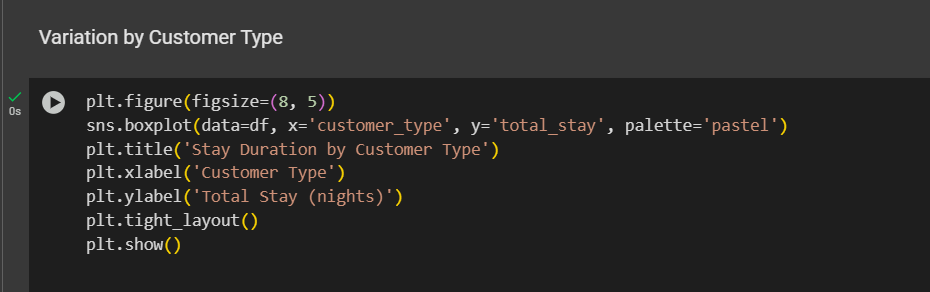 Variation by Customer Type
0s
plt.figure(figsize=(8, 5))
sns.boxplot(data=df, x='customer_type', y='total_stay', palette='pastel')
plt.title('Stay Duration by Customer Type')
plt.xlabel('Customer Type')
plt.ylabel('Total Stay (nights)')
plt.tight_layout()
plt.show()